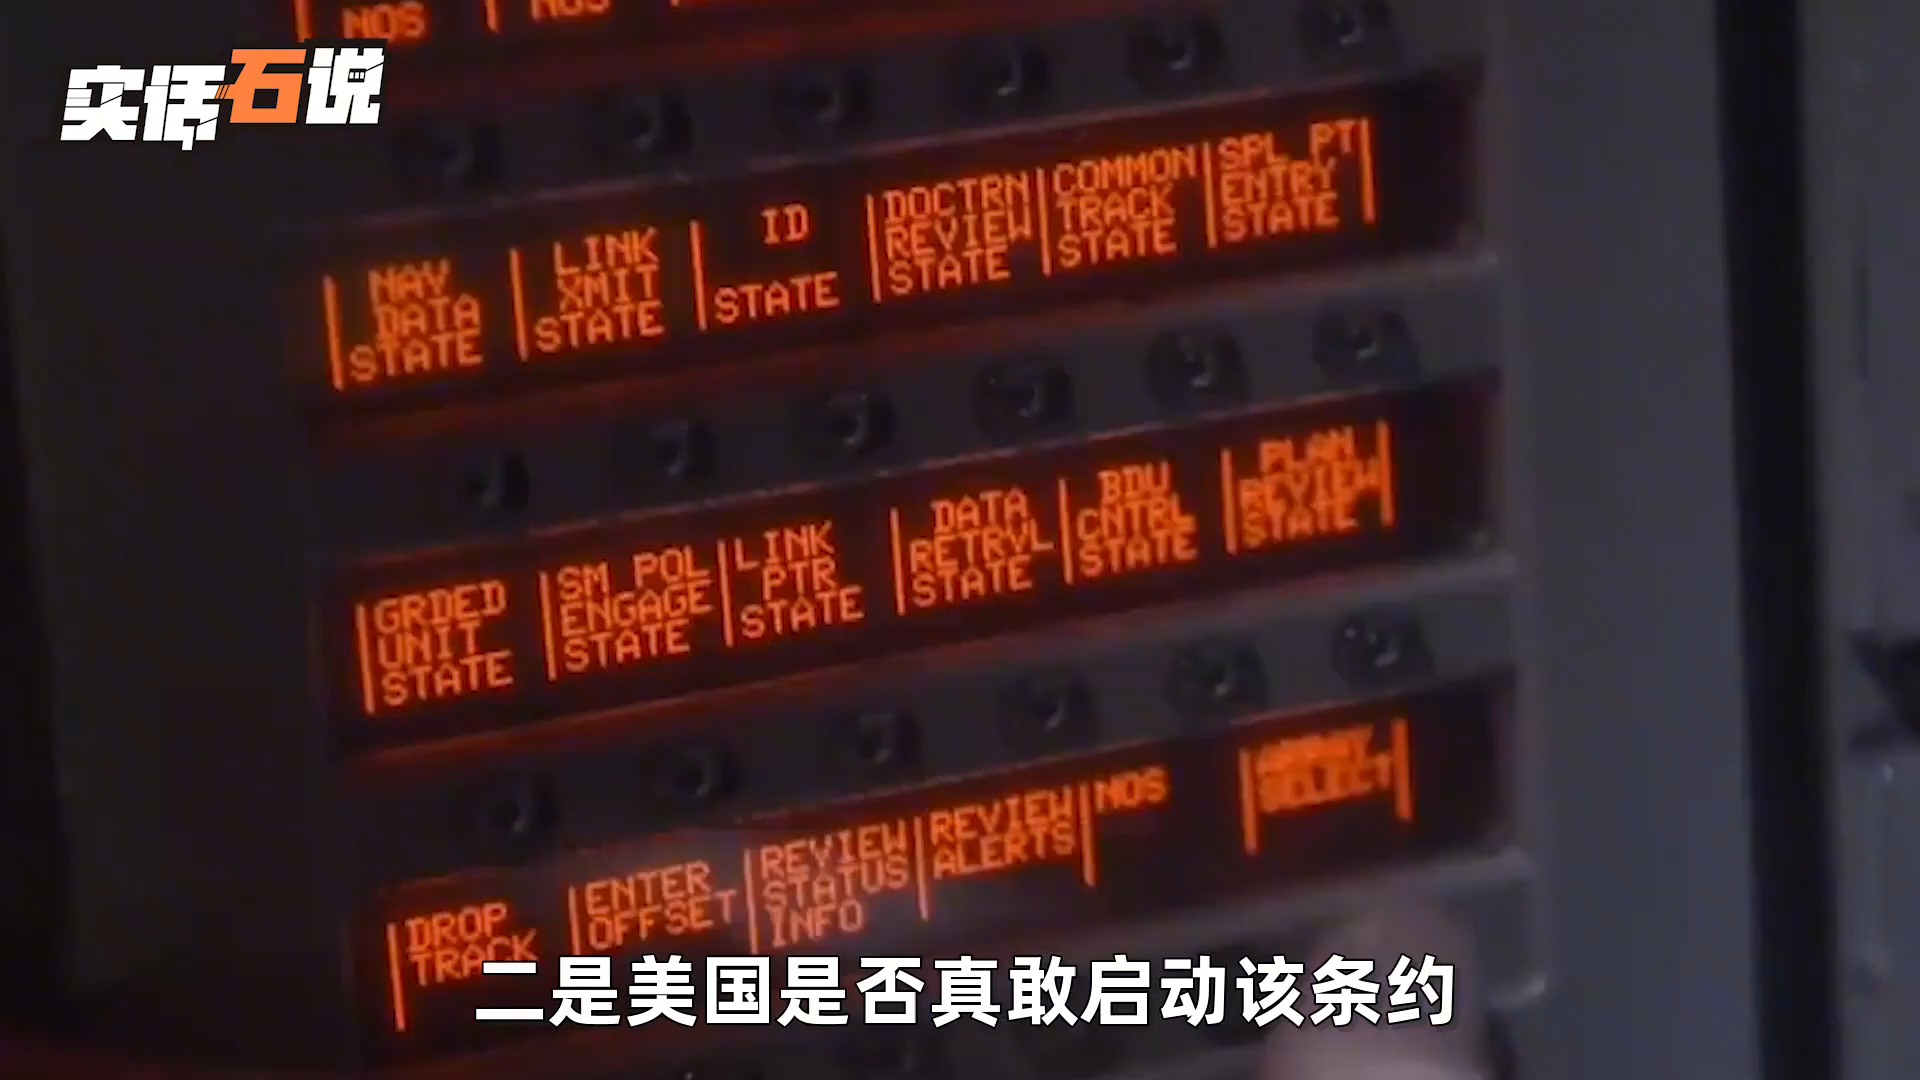 NOS
NOS
实话石说
NAV
DATA
STATE
LINK
XMIT
STATE
ID
STATE
DOCTRN
REVIEW
STATE
COMMON
TRACK
STATE
SPL PT
ENTRY
STATE
GRDED
UNIT
STATE
SM POL
ENGAGE
STATE
LINK
PTR
STATE
DATA
RETRVL
STATE
BDU
CNTRL
STATE
PLAN
REVIEW
STATE
DROP
TRACK
ENTER
OFFSET
REVIEW
STATUS
INFO
REVIEW
ALERTS
NOS
SELECT
二是美国是否真敢启动该条约